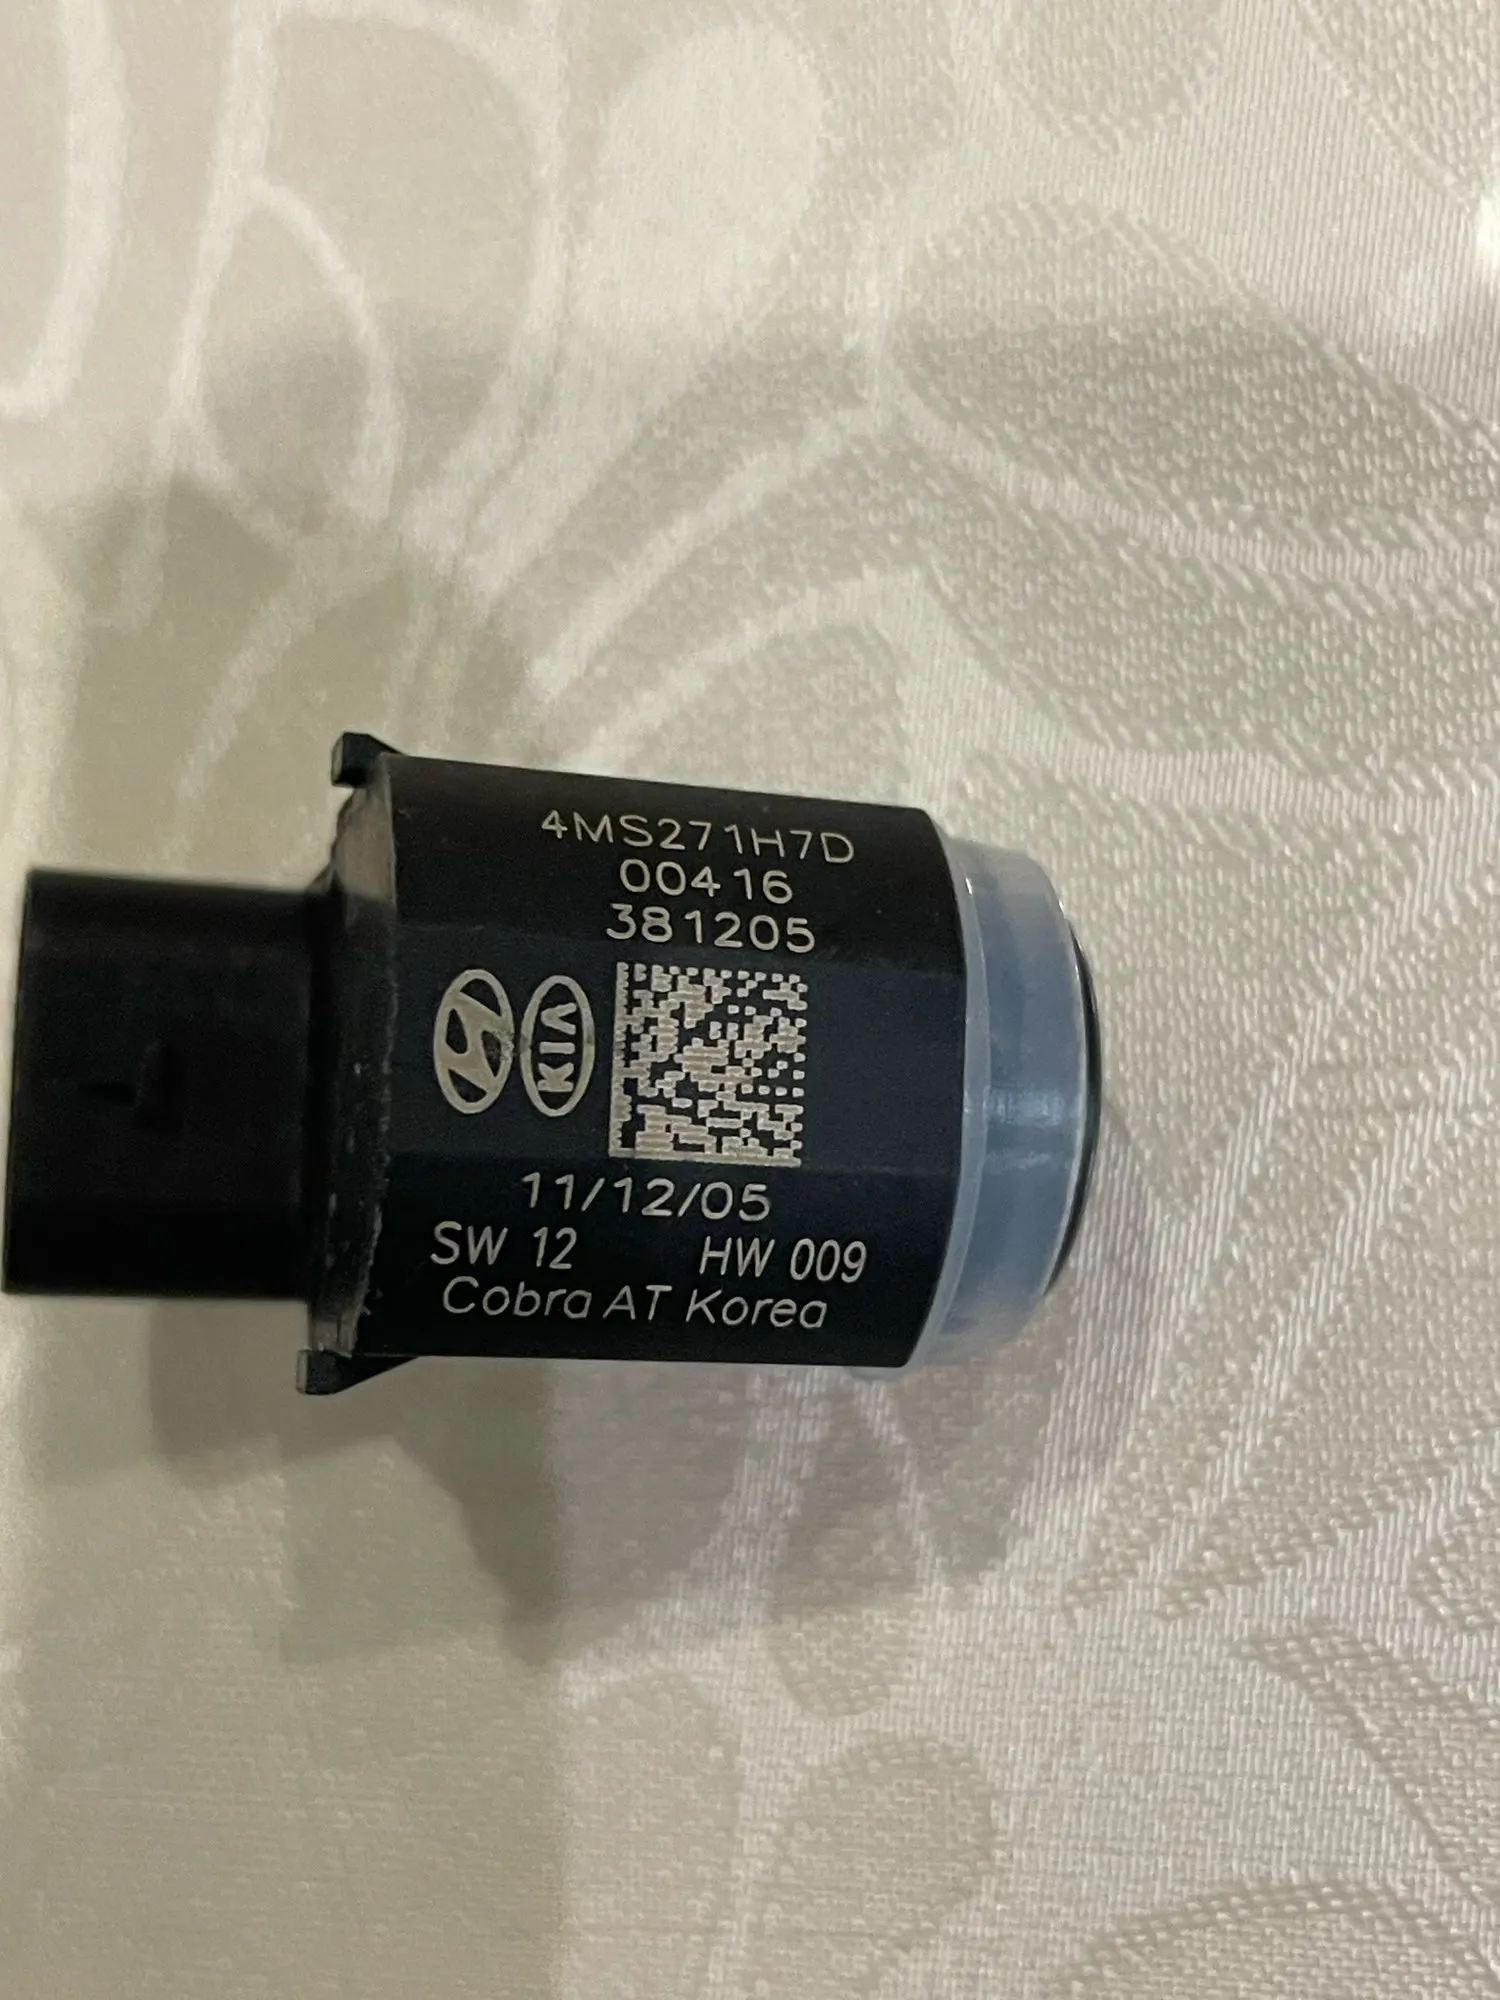 4MS271H7D
00416
381205
KIA
11/12/05
SW 12 HW 009
Cobra AT Korea